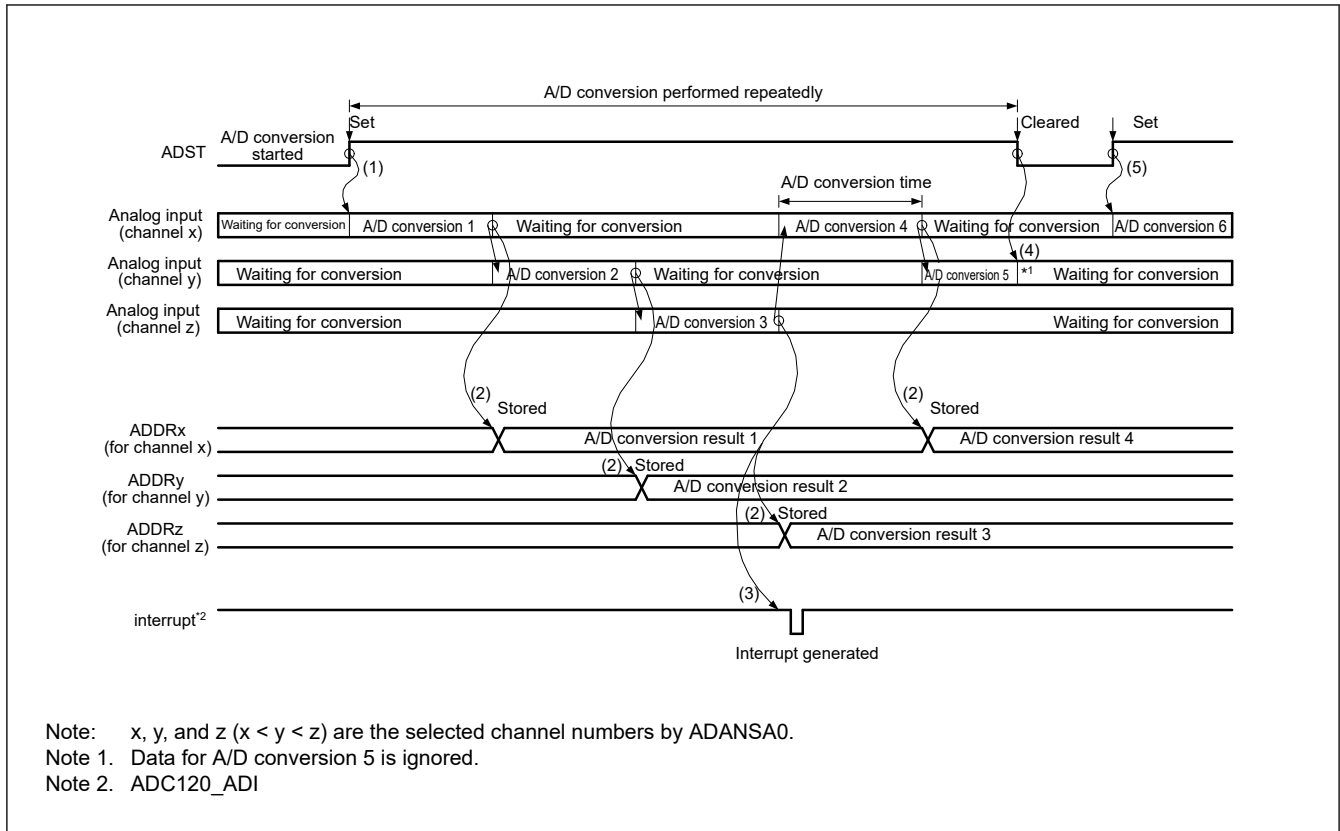 A/D conversion performed repeatedly
Set
Cleared
Set
A/D conversion
started
ADST
(1)
(5)
A/D conversion time
Analog input
(channel x)
Waiting for conversion
A/D conversion 1
Waiting for conversion
A/D conversion 4
Waiting for conversion
A/D conversion 6
(4)
Analog input
(channel y)
Waiting for conversion
A/D conversion 2
Waiting for conversion
A/D conversion 5
*1
Waiting for conversion
Analog input
(channel z)
Waiting for conversion
A/D conversion 3
Waiting for conversion
(2)
Stored
(2)
Stored
ADDRx
(for channel x)
A/D conversion result 1
A/D conversion result 4
(2)
Stored
ADDRy
(for channel y)
A/D conversion result 2
(2)
Stored
ADDRz
(for channel z)
A/D conversion result 3
(3)
interrupt*2
Interrupt generated
Note: x, y, and z (x < y < z) are the selected channel numbers by ADANSA0.
Note 1. Data for A/D conversion 5 is ignored.
Note 2. ADC120_ADI